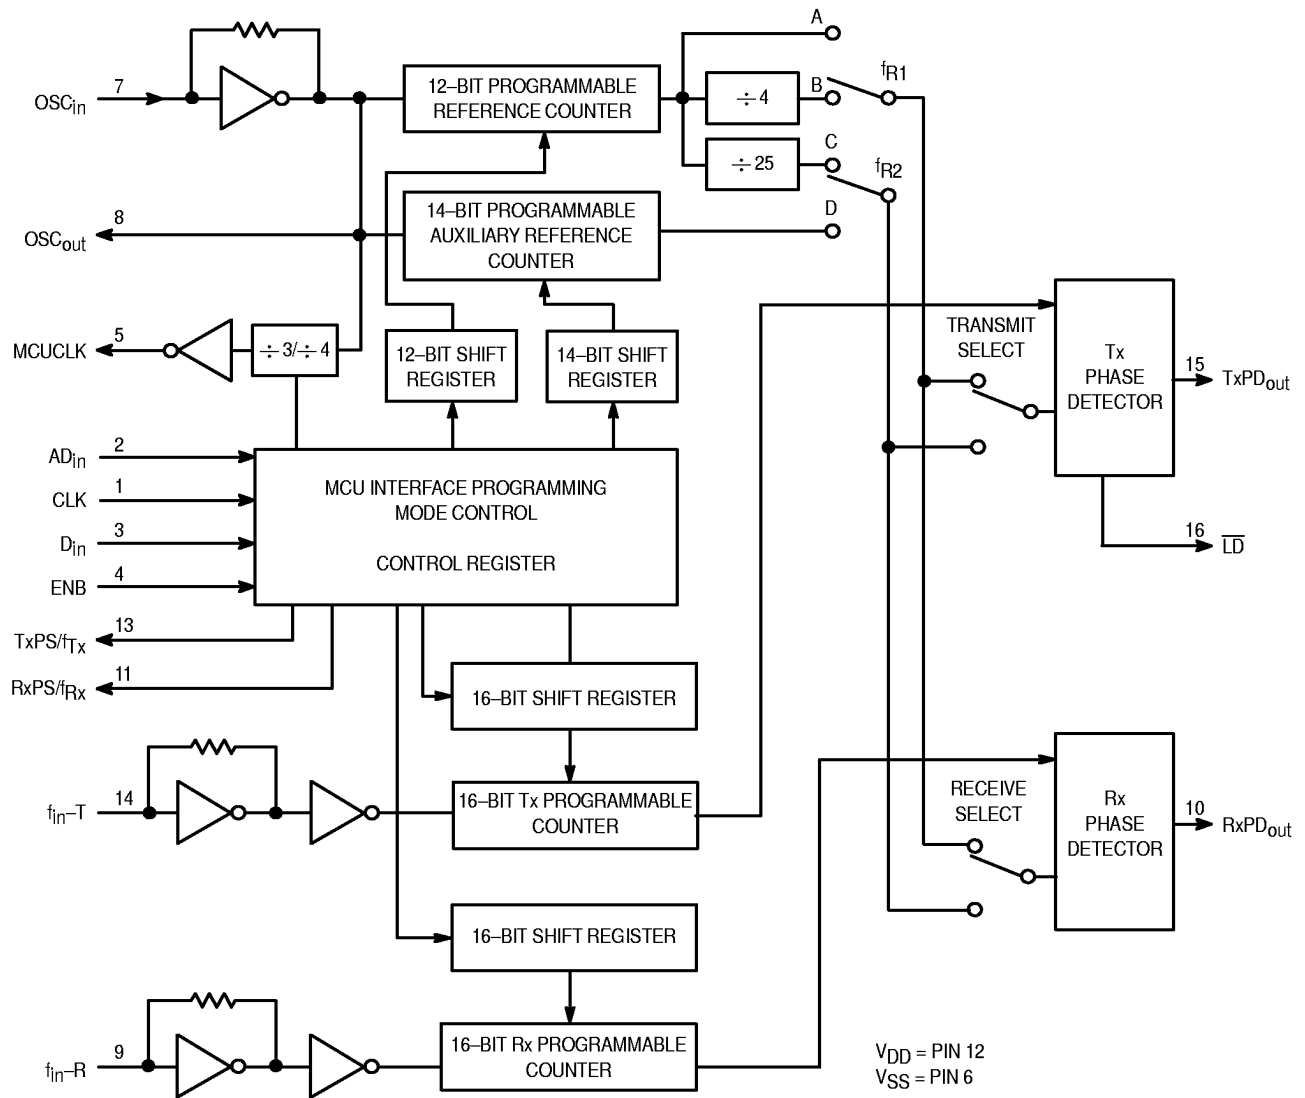 A
7
OSCin
12–BIT PROGRAMMABLE
REFERENCE COUNTER
÷ 4
B
fR1
÷ 25
C
fR2
8
OSCout
14–BIT PROGRAMMABLE
AUXILIARY REFERENCE
COUNTER
D
5
MCUCLK
÷ 3/÷ 4
12–BIT SHIFT
REGISTER
14–BIT SHIFT
REGISTER
TRANSMIT
SELECT
Tx
PHASE
DETECTOR
15
TxPDout
16
LD
2
ADin
1
CLK
3
Din
4
ENB
MCU INTERFACE PROGRAMMING
MODE CONTROL
CONTROL REGISTER
13
TxPS/fTx
11
RxPS/fRx
16–BIT SHIFT REGISTER
14
fin–T
16–BIT Tx PROGRAMMABLE
COUNTER
RECEIVE
SELECT
Rx
PHASE
DETECTOR
10
RxPDout
16–BIT SHIFT REGISTER
9
fin–R
16–BIT Rx PROGRAMMABLE
COUNTER
VDD = PIN 12
VSS = PIN 6